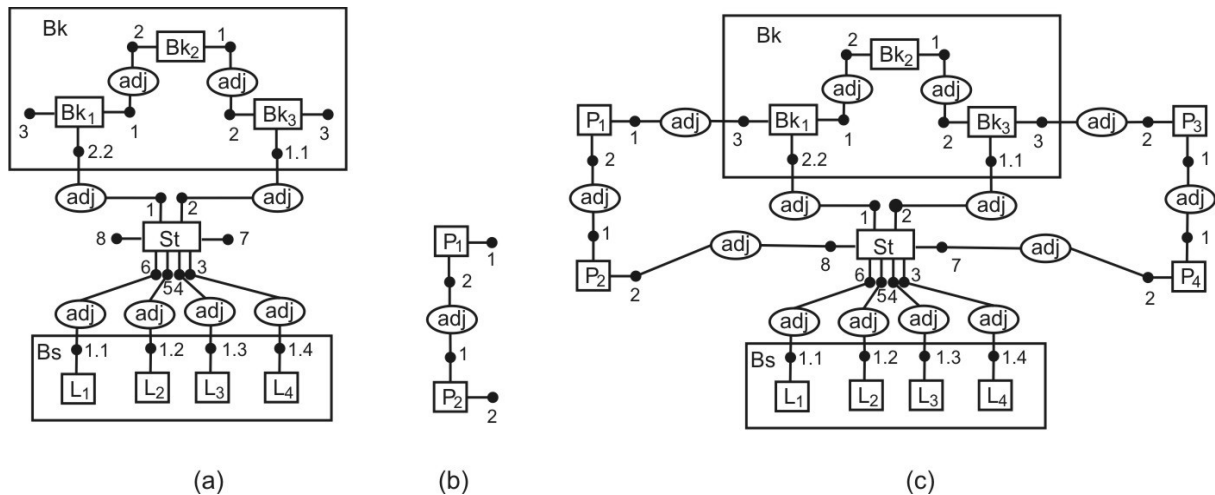 Bk
2 Bk2 1
adj adj
Bk1 Bk3
3 1 2 3
2.2 1.1
adj adj
1 2
8 St 7
6 5 4 3
adj adj adj adj
Bs 1.1 1.2 1.3 1.4
L1 L2 L3 L4
(a)
P1 1
2
adj
1
P2 2
(b)
Bk
2 Bk2 1
adj adj
P1 1 adj 3 Bk1 1 2 Bk3 3 adj 2 P3
2 2.2 1.1 1
adj adj adj adj
1 1 2 1
P2 2 adj 8 St 7 adj 2 P4
6 5 4 3
adj adj adj adj
Bs 1.1 1.2 1.3 1.4
L1 L2 L3 L4
(c)